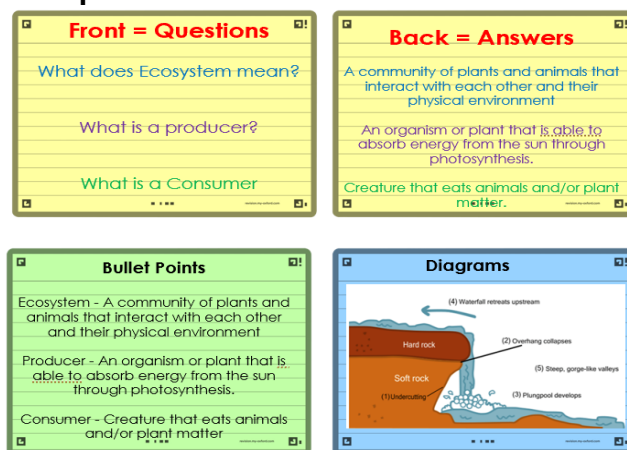 Front = Questions
What does Ecosystem mean?
What is a producer?
What is a Consumer
Back = Answers
A community of plants and animals that
interact with each other and their
physical environment
An organism or plant that is able to
absorb energy from the sun through
photosynthesis.
Creature that eats animals and/or plant
matter.
Bullet Points
Ecosystem - A community of plants and
animals that interact with each other
and their physical environment
Producer - An organism or plant that is
able to absorb energy from the sun
through photosynthesis.
Consumer - Creature that eats animals
and/or plant matter
Diagrams
(4) Waterfall retreats upstream
Hard rock
(2) Overhang collapses
(5) Steep, gorge-like valleys
Soft rock
(1)Undercutting
(3) Plungpool develops